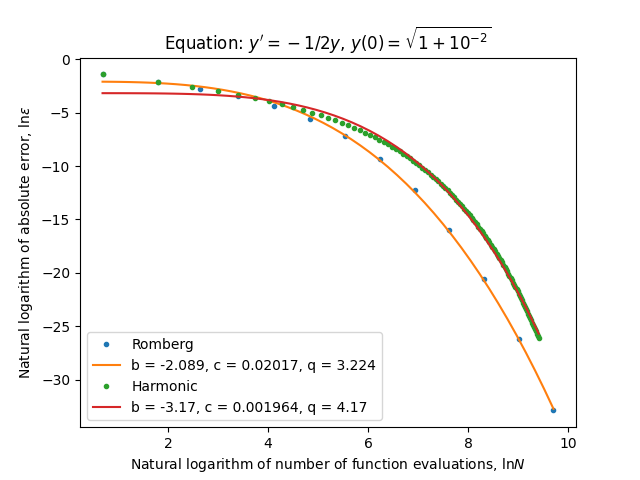 Equation: y′ = − 1/2y, y(0) = √1 + 10⁻²
Natural logarithm of absolute error, lnε
0
−5
−10
−15
−20
−25
−30
Romberg
b = -2.089, c = 0.02017, q = 3.224
Harmonic
b = -3.17, c = 0.001964, q = 4.17
2 4 6 8 10
Natural logarithm of number of function evaluations, lnN